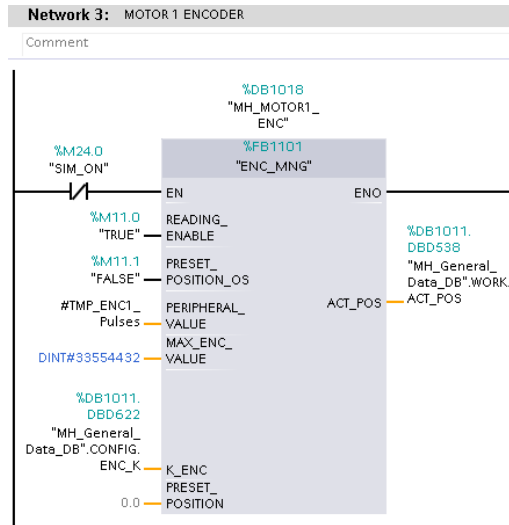 Network 3: MOTOR 1 ENCODER
Comment
%DB1018
"MH_MOTOR1_
ENC"
%M24.0
"SIM_ON"
%FB1101
"ENC_MNG"
EN
ENO
%M11.0
"TRUE"
READING_
ENABLE
%M11.1
"FALSE"
PRESET_
POSITION_OS
#TMP_ENC1_
Pulses
PERIPHERAL_
VALUE
DINT#33554432
MAX_ENC_
VALUE
%DB1011.
DBD622
"MH_General_
Data_DB".CONFIG.
ENC_K
K_ENC
0.0
PRESET_
POSITION
ACT_POS
%DB1011.
DBD538
"MH_General_
Data_DB".WORK.
ACT_POS